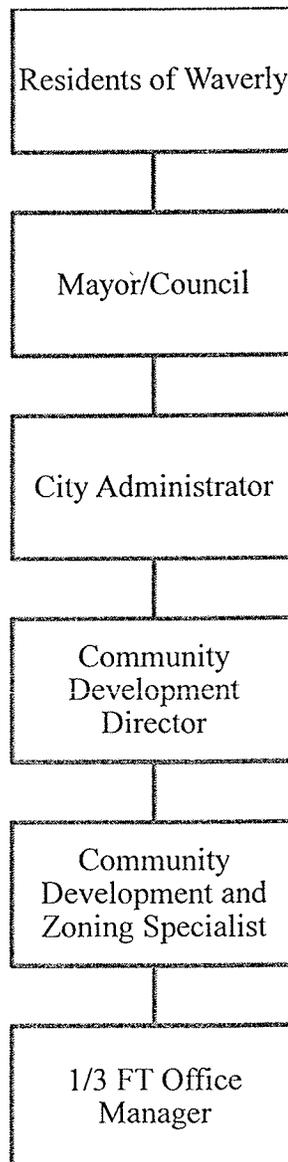 Residents of Waverly
Mayor/Council
City Administrator
Community
Development
Director
Community
Development and
Zoning Specialist
1/3 FT Office
Manager